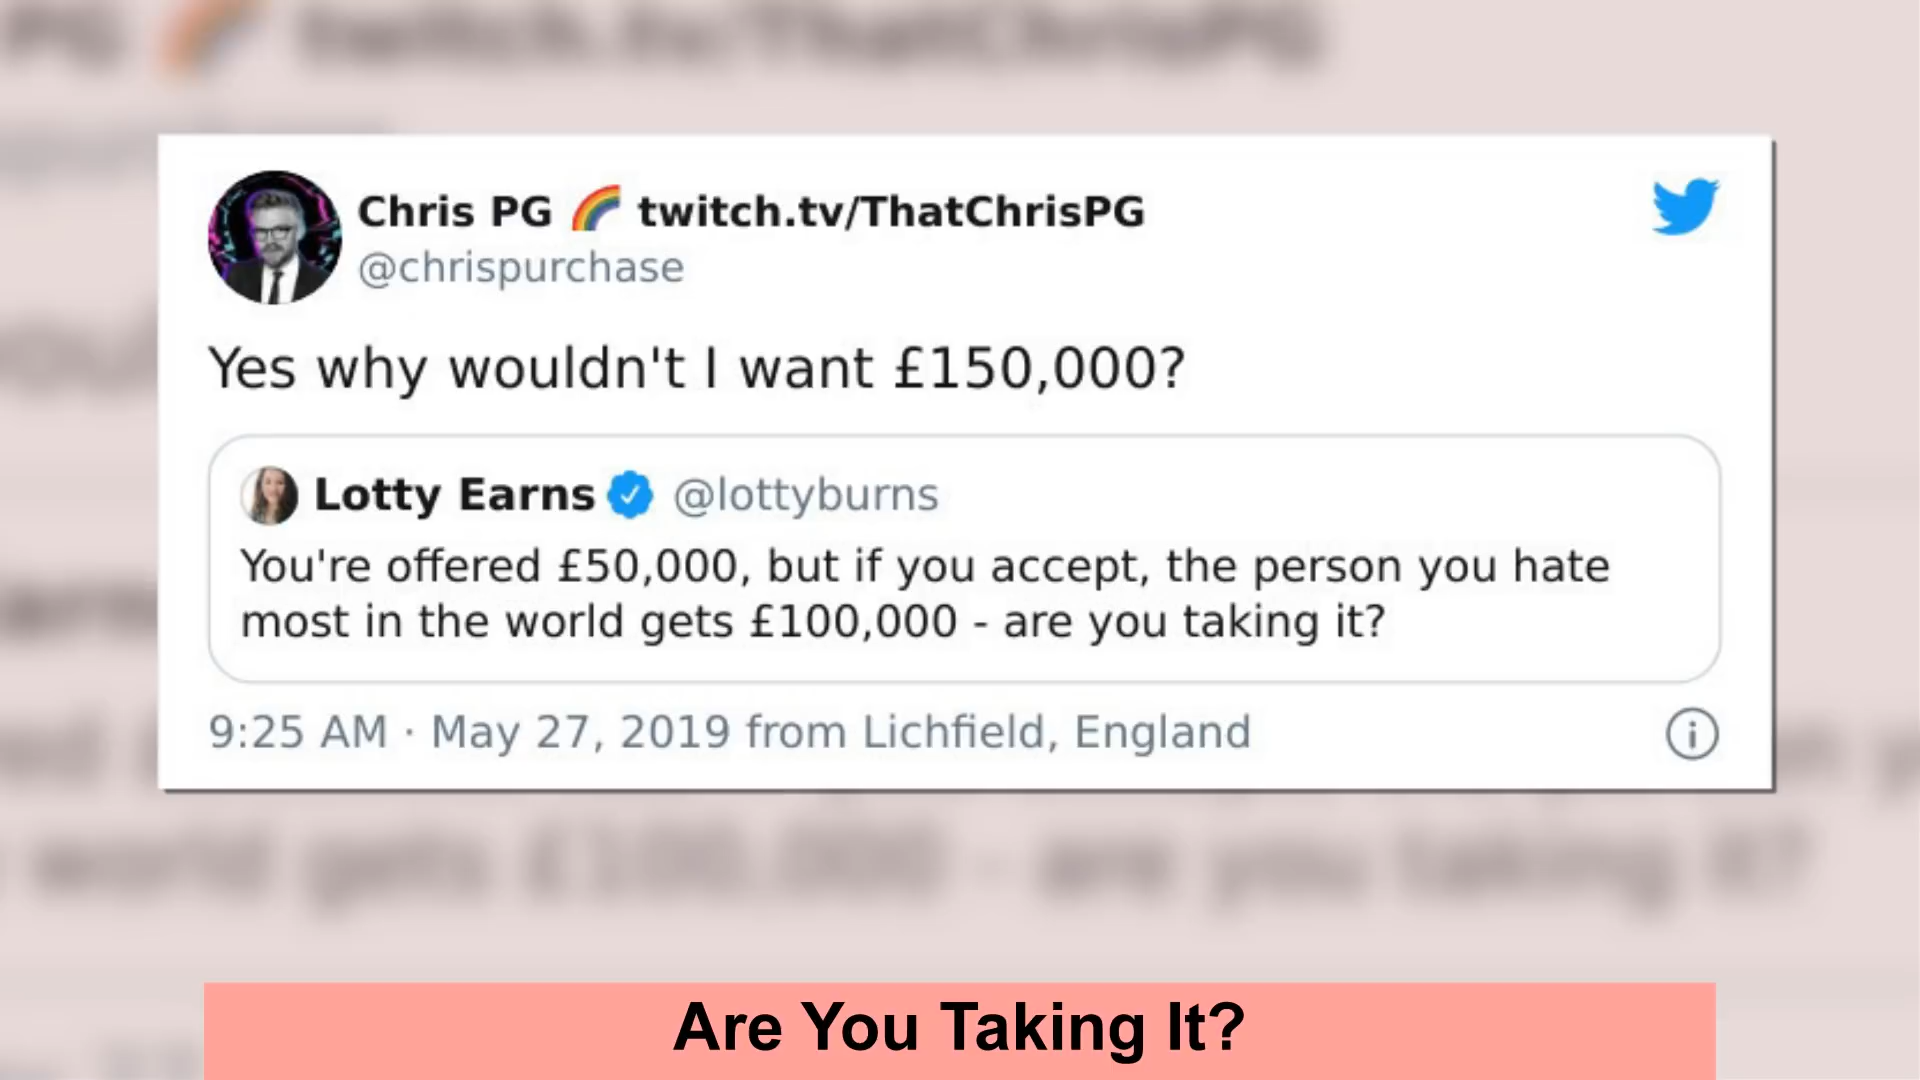 Chris PG 🌈 twitch.tv/ThatChrisPG
@chrispurchase
Yes why wouldn't I want £150,000?
Lotty Earns @lottyburns
You're offered £50,000, but if you accept, the person you hate
most in the world gets £100,000 - are you taking it?
9:25 AM · May 27, 2019 from Lichfield, England
Are You Taking It?